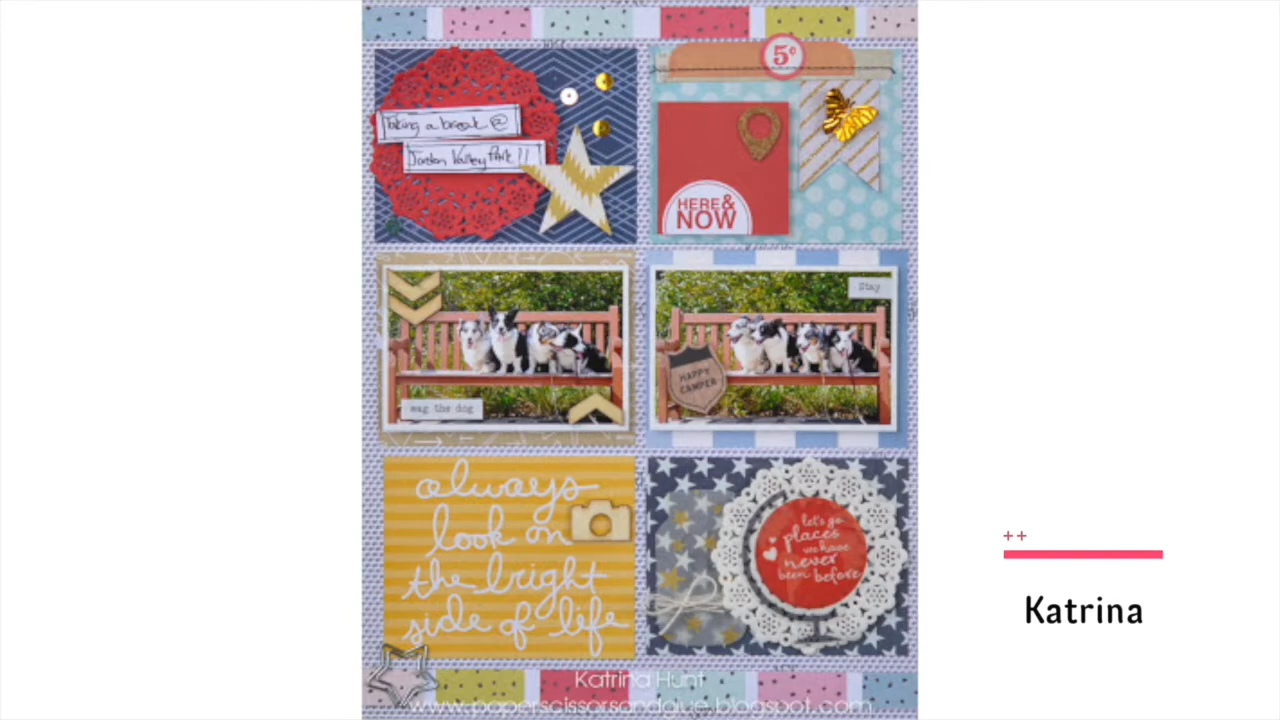 5¢
Taking a break @
Jordan Valley Park!!
HERE&
NOW
Stay
HAPPY
CAMPER
wag the dog
always
look on
the bright
side of life
let's go
places
we have
never
been before
++
Katrina
Katrina Hunt
www.paperscissorsandglue.blogspot.com